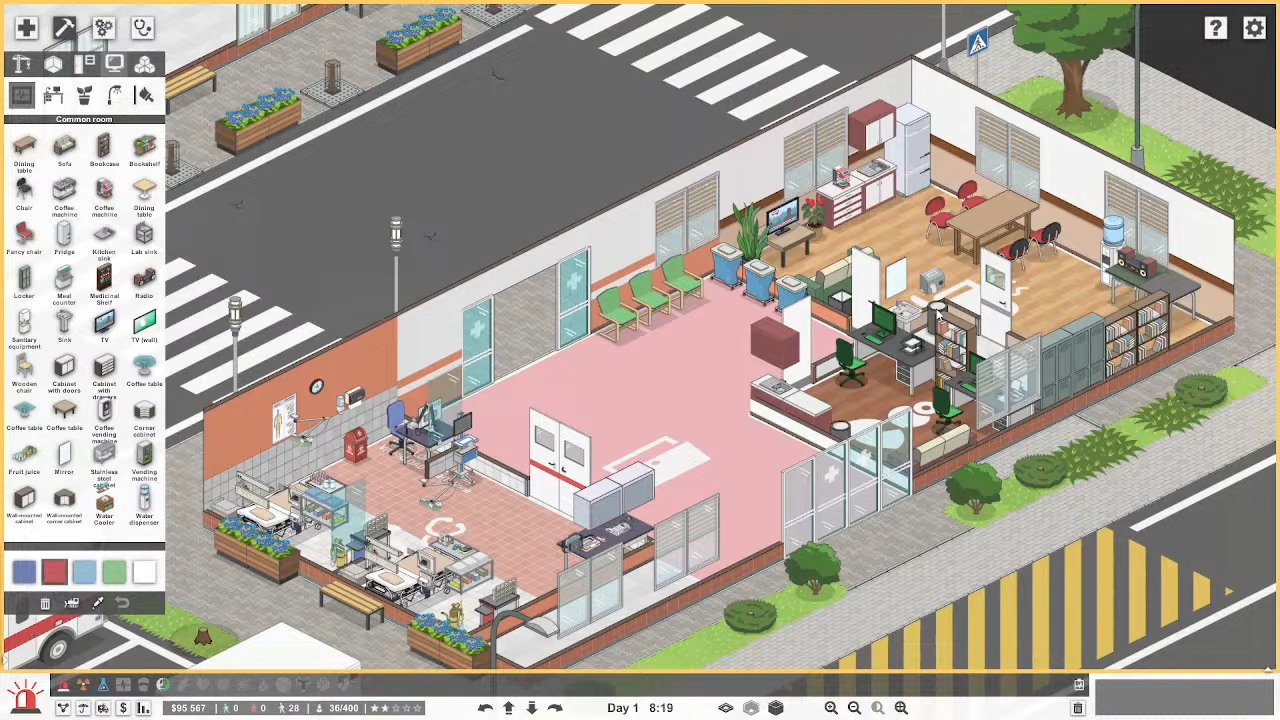 Common room
Dining table
Sofa
Bookcase
Bookshelf
Chair
Coffee machine
Coffee machine
Dining table
Fancy chair
Fridge
Kitchen sink
Lab sink
Locker
Meal counter
Medicinal Shelf
Radio
Sanitary equipment
Sink
TV
TV (wall)
Wooden chair
Cabinet with doors
Cabinet with drawers
Coffee table
Coffee table
Coffee table
Coffee vending machine
Corner cabinet
Fruit juice
Mirror
Stainless steel cabinet
Vending machine
Wall-mounted cabinet
Wall-mounted corner cabinet
Water Cooler
Water dispenser
?
$
$95 567
0
0
28
36/400
Day 1 8:19